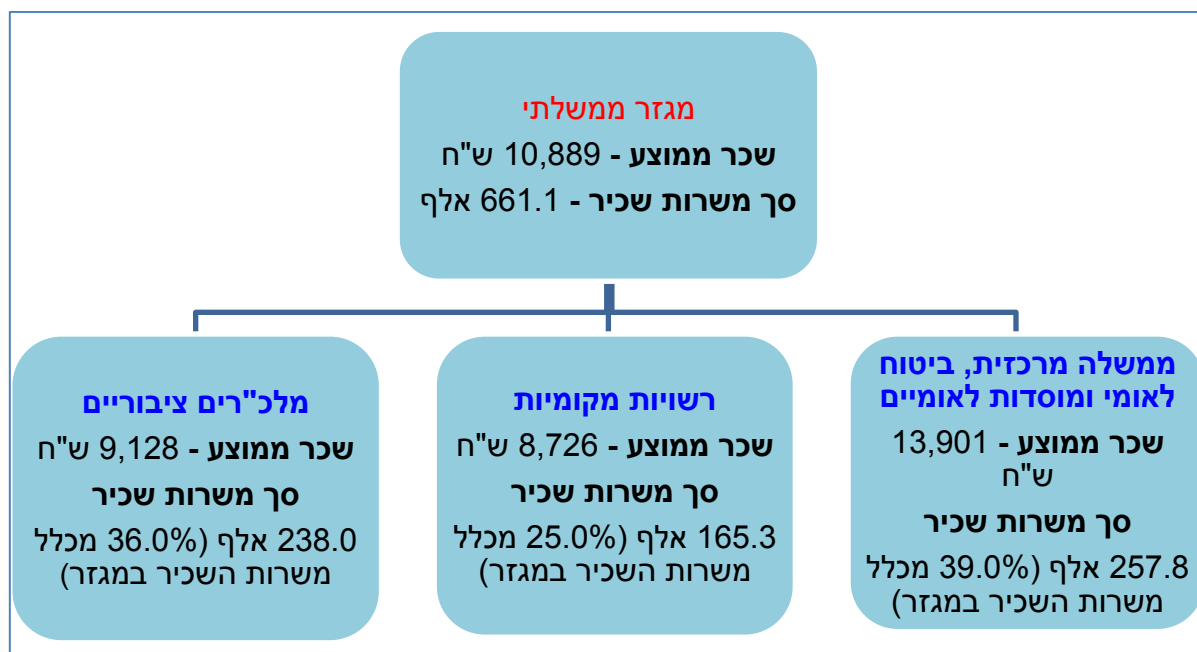 מגזר ממשלתי
שכר ממוצע - 10,889 ש"ח
סך משרות שכיר - 661.1 אלף
ממשלה מרכזית, ביטוח
לאומי ומוסדות לאומיים
שכר ממוצע - 13,901
ש"ח
סך משרות שכיר
257.8 אלף (39.0% מכלל
משרות השכיר במגזר)
רשויות מקומיות
שכר ממוצע - 8,726 ש"ח
סך משרות שכיר
165.3 אלף (25.0% מכלל
משרות השכיר במגזר)
מלכ"רים ציבוריים
שכר ממוצע - 9,128 ש"ח
סך משרות שכיר
238.0 אלף (36.0% מכלל
משרות השכיר במגזר)